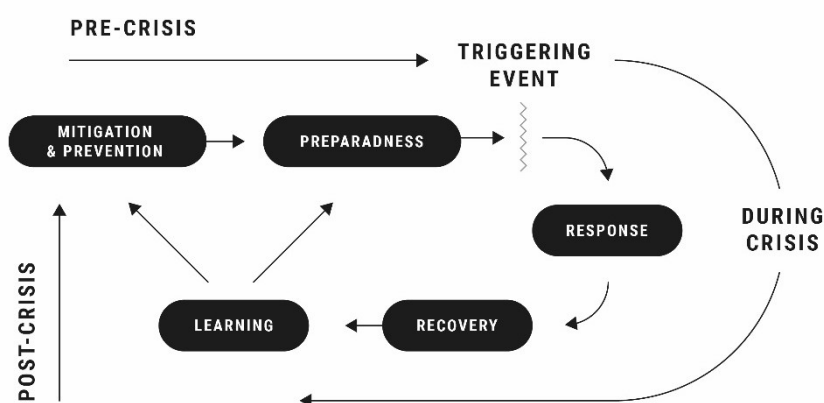 PRE-CRISIS
TRIGGERING
EVENT
MITIGATION
& PREVENTION
PREPARADNESS
RESPONSE
DURING
CRISIS
LEARNING
RECOVERY
POST-CRISIS